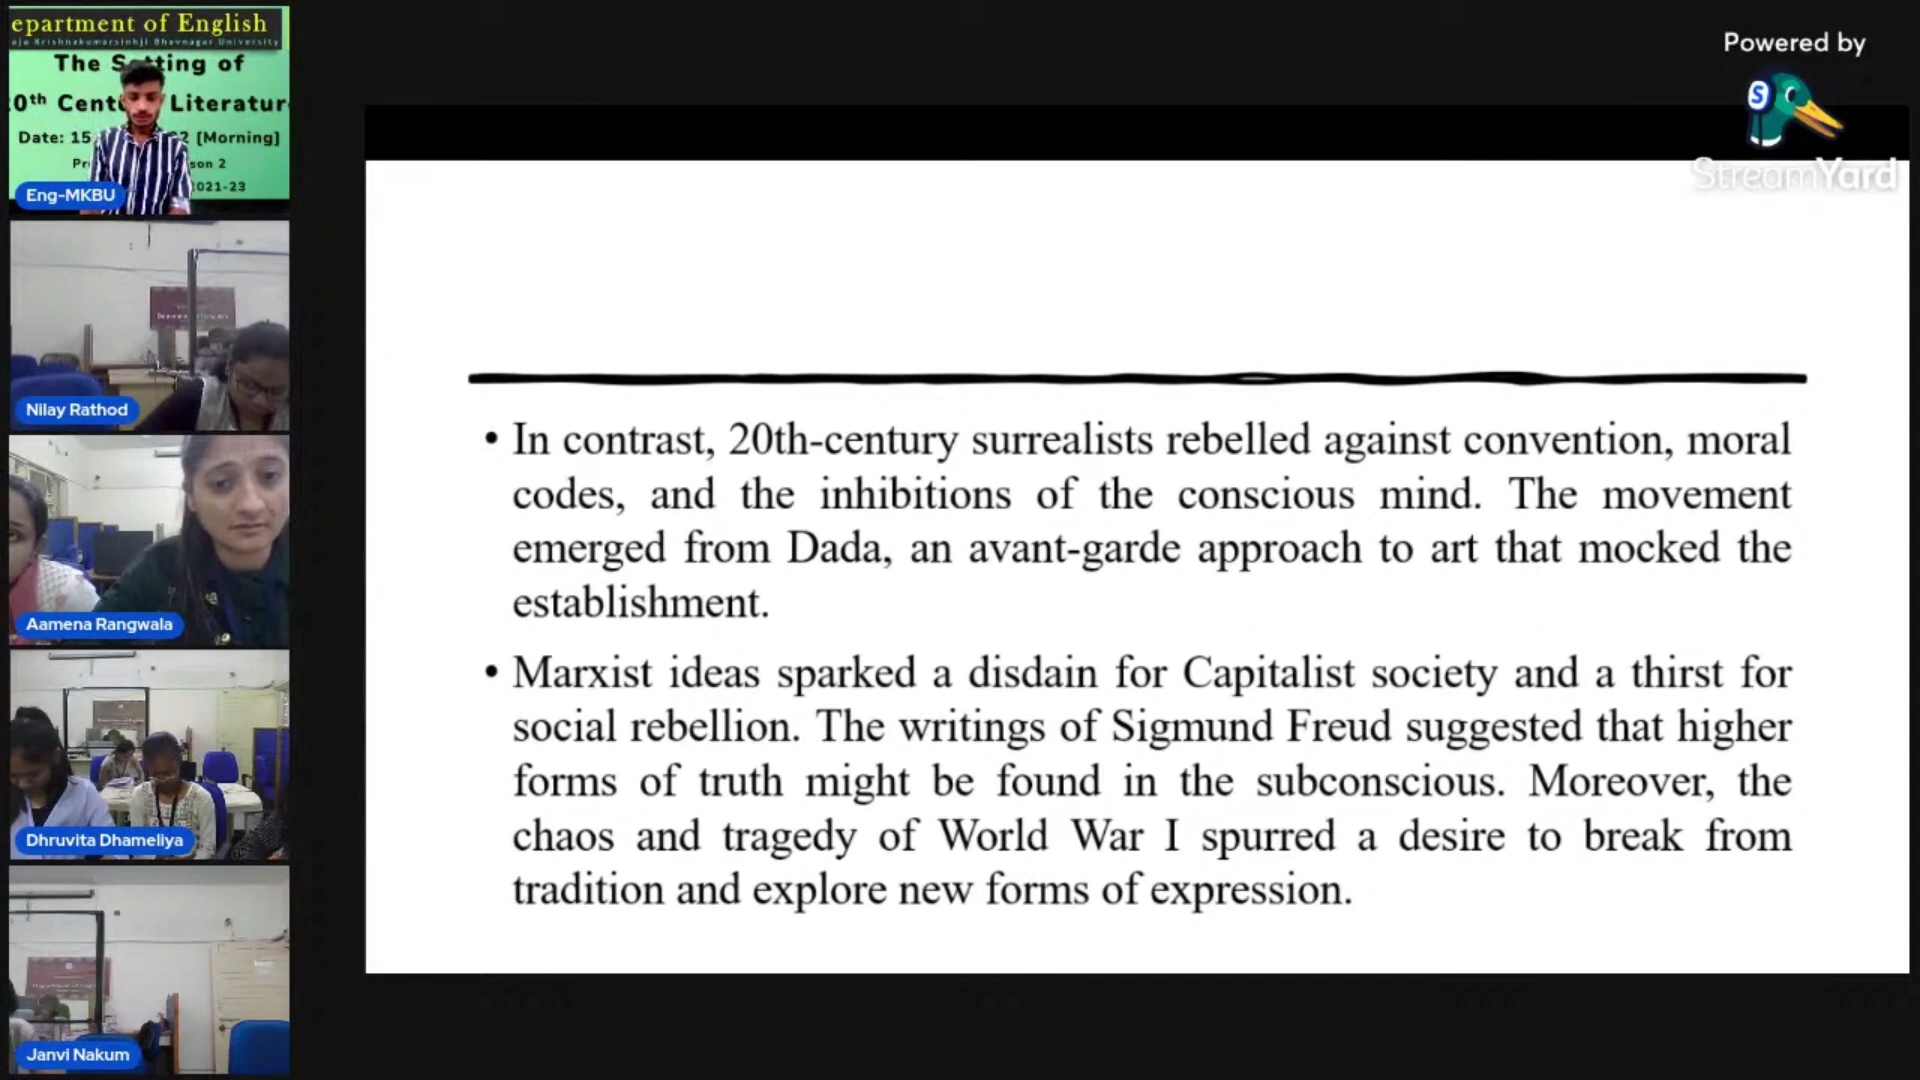 epartment of English
aja Krishnakumarsinhji Bhavnagar University
The S tting of
0th Cent Literatur
Date: 15 2 [Morning]
son 2
021-23
Eng-MKBU
Nilay Rathod
Aamena Rangwala
Dhruvita Dhameliya
Janvi Nakum
Powered by
StreamYard
• In contrast, 20th-century surrealists rebelled against convention, moral
codes, and the inhibitions of the conscious mind. The movement
emerged from Dada, an avant-garde approach to art that mocked the
establishment.
• Marxist ideas sparked a disdain for Capitalist society and a thirst for
social rebellion. The writings of Sigmund Freud suggested that higher
forms of truth might be found in the subconscious. Moreover, the
chaos and tragedy of World War I spurred a desire to break from
tradition and explore new forms of expression.